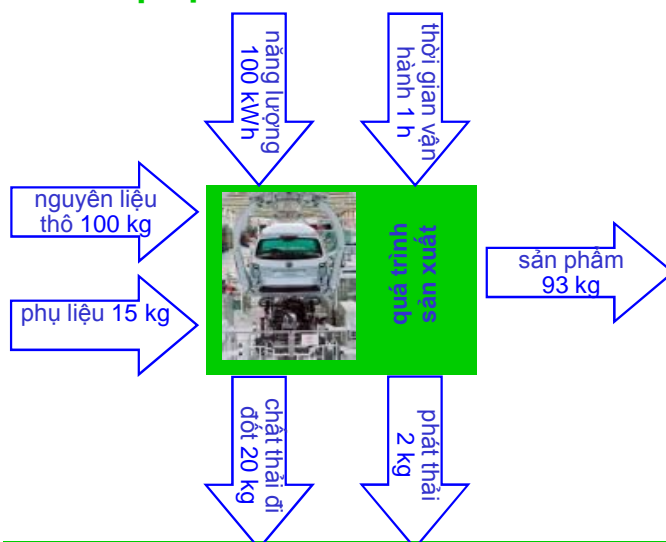 năng lượng
100 kWh
thời gian vận
hành 1 h
nguyên liệu
thô 100 kg
phụ liệu 15 kg
quá trình
sản xuất
sản phẩm
93 kg
chất thải đi
đốt 20 kg
phát thải
2 kg